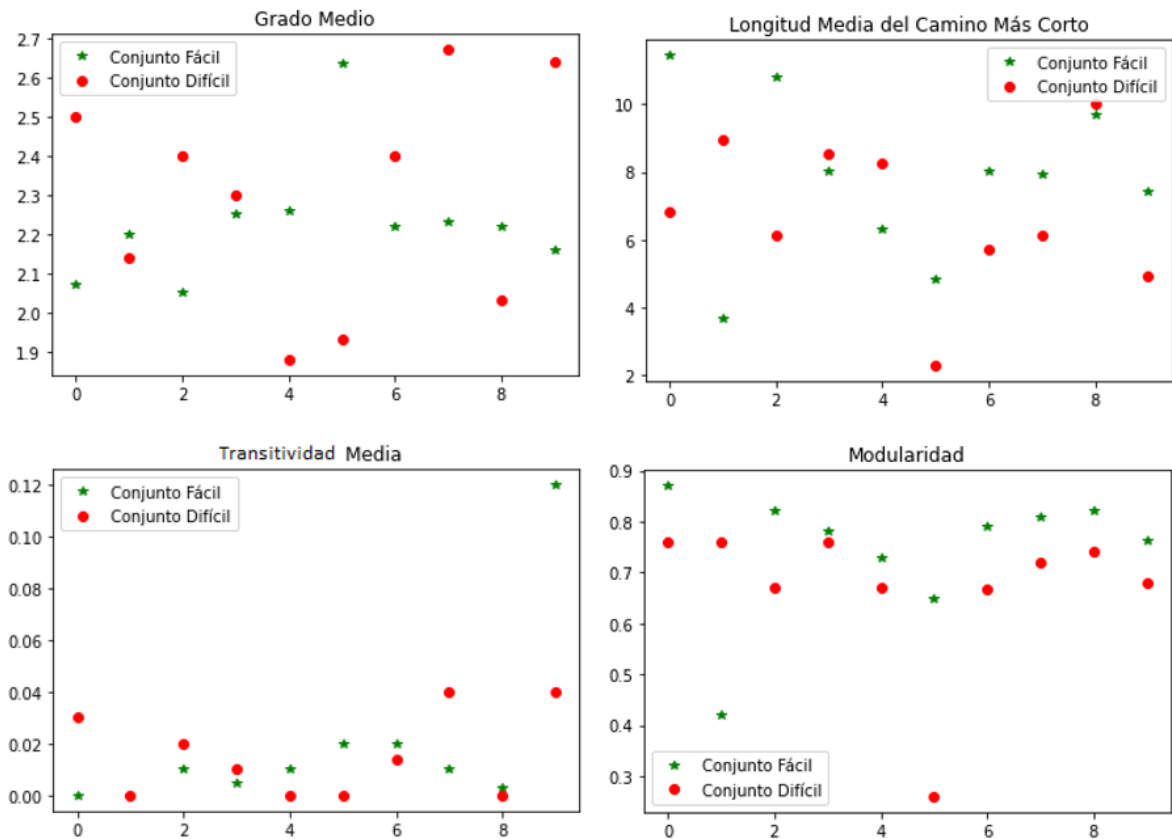 Grado Medio
2.7
2.6
2.5
2.4
2.3
2.2
2.1
2.0
1.9
Conjunto Fácil
Conjunto Difícil
0 2 4 6 8
Longitud Media del Camino Más Corto
10
8
6
4
2
Conjunto Fácil
Conjunto Difícil
0 2 4 6 8
Transitividad Media
0.12
0.10
0.08
0.06
0.04
0.02
0.00
Conjunto Fácil
Conjunto Difícil
0 2 4 6 8
Modularidad
0.9
0.8
0.7
0.6
0.5
0.4
0.3
Conjunto Fácil
Conjunto Difícil
0 2 4 6 8